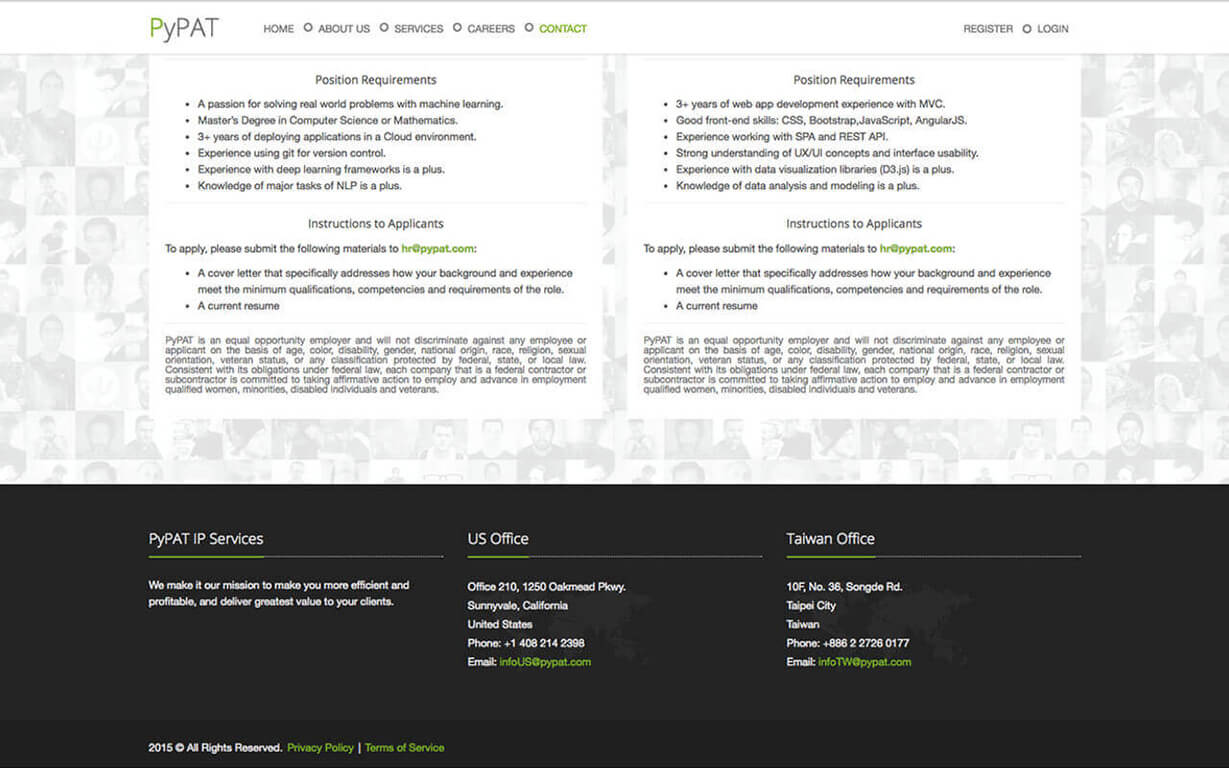 PyPAT HOME ABOUT US SERVICES CAREERS CONTACT REGISTER LOGIN
Position Requirements
• A passion for solving real world problems with machine learning.
• Master's Degree in Computer Science or Mathematics.
• 3+ years of deploying applications in a Cloud environment.
• Experience using git for version control.
• Experience with deep learning frameworks is a plus.
• Knowledge of major tasks of NLP is a plus.
Instructions to Applicants
To apply, please submit the following materials to hr@pypat.com:
• A cover letter that specifically addresses how your background and experience
meet the minimum qualifications, competencies and requirements of the role.
• A current resume
PyPAT is an equal opportunity employer and will not discriminate against any employee or
applicant on the basis of age, color, disability, gender, national origin, race, religion, sexual
orientation, veteran status, or any classification protected by federal, state, or local law.
Consistent with its obligations under federal law, each company that is a federal contractor or
subcontractor is committed to taking affirmative action to employ and advance in employment
qualified women, minorities, disabled individuals and veterans.
Position Requirements
• 3+ years of web app development experience with MVC.
• Good front-end skills: CSS, Bootstrap,JavaScript, AngularJS.
• Experience working with SPA and REST API.
• Strong understanding of UX/UI concepts and interface usability.
• Experience with data visualization libraries (D3.js) is a plus.
• Knowledge of data analysis and modeling is a plus.
Instructions to Applicants
To apply, please submit the following materials to hr@pypat.com:
• A cover letter that specifically addresses how your background and experience
meet the minimum qualifications, competencies and requirements of the role.
• A current resume
PyPAT is an equal opportunity employer and will not discriminate against any employee or
applicant on the basis of age, color, disability, gender, national origin, race, religion, sexual
orientation, veteran status, or any classification protected by federal, state, or local law.
Consistent with its obligations under federal law, each company that is a federal contractor or
subcontractor is committed to taking affirmative action to employ and advance in employment
qualified women, minorities, disabled individuals and veterans.
PyPAT IP Services
We make it our mission to make you more efficient and
profitable, and deliver greatest value to your clients.
US Office
Office 210, 1250 Oakmead Pkwy.
Sunnyvale, California
United States
Phone: +1 408 214 2398
Email: infoUS@pypat.com
Taiwan Office
10F, No. 36, Songde Rd.
Taipei City
Taiwan
Phone: +886 2 2726 0177
Email: infoTW@pypat.com
2015 © All Rights Reserved. Privacy Policy | Terms of Service